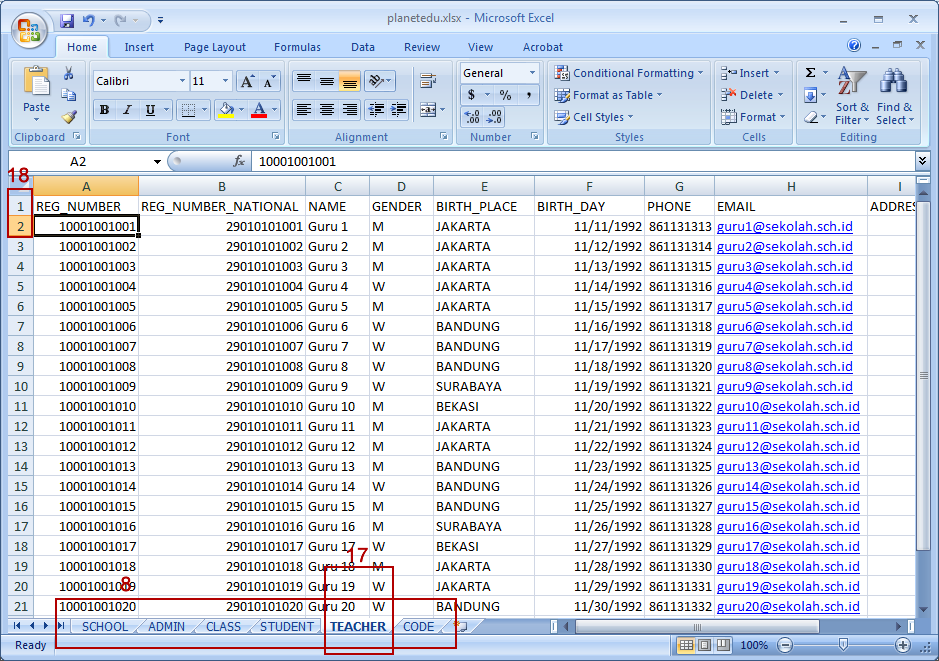 planetedu.xlsx - Microsoft Excel
Home Insert Page Layout Formulas Data Review View Acrobat
Paste
Clipboard
Calibri 11
B I U
Font
Alignment
General
$ % ,
Number
Conditional Formatting
Format as Table
Cell Styles
Styles
Insert
Delete
Format
Cells
Σ
Sort & Filter
Find & Select
Editing
A2 fx 10001001001
18
A B C D E F G H I
1 REG_NUMBER REG_NUMBER_NATIONAL NAME GENDER BIRTH_PLACE BIRTH_DAY PHONE EMAIL ADDRES
2 10001001001 29010101001 Guru 1 M JAKARTA 11/11/1992 861131313 guru1@sekolah.sch.id
3 10001001002 29010101002 Guru 2 M JAKARTA 11/12/1992 861131314 guru2@sekolah.sch.id
4 10001001003 29010101003 Guru 3 M JAKARTA 11/13/1992 861131315 guru3@sekolah.sch.id
5 10001001004 29010101004 Guru 4 W JAKARTA 11/14/1992 861131316 guru4@sekolah.sch.id
6 10001001005 29010101005 Guru 5 M JAKARTA 11/15/1992 861131317 guru5@sekolah.sch.id
7 10001001006 29010101006 Guru 6 W BANDUNG 11/16/1992 861131318 guru6@sekolah.sch.id
8 10001001007 29010101007 Guru 7 W BANDUNG 11/17/1992 861131319 guru7@sekolah.sch.id
9 10001001008 29010101008 Guru 8 W BANDUNG 11/18/1992 861131320 guru8@sekolah.sch.id
10 10001001009 29010101009 Guru 9 W SURABAYA 11/19/1992 861131321 guru9@sekolah.sch.id
11 10001001010 29010101010 Guru 10 M BEKASI 11/20/1992 861131322 guru10@sekolah.sch.id
12 10001001011 29010101011 Guru 11 M JAKARTA 11/21/1992 861131323 guru11@sekolah.sch.id
13 10001001012 29010101012 Guru 12 M JAKARTA 11/22/1992 861131324 guru12@sekolah.sch.id
14 10001001013 29010101013 Guru 13 M BANDUNG 11/23/1992 861131325 guru13@sekolah.sch.id
15 10001001014 29010101014 Guru 14 W BANDUNG 11/24/1992 861131326 guru14@sekolah.sch.id
16 10001001015 29010101015 Guru 15 M BANDUNG 11/25/1992 861131327 guru15@sekolah.sch.id
17 10001001016 29010101016 Guru 16 M SURABAYA 11/26/1992 861131328 guru16@sekolah.sch.id
18 10001001017 29010101017 Guru 17 W BEKASI 11/27/1992 861131329 guru17@sekolah.sch.id
17
19 10001001018 29010101018 Guru 18 M JAKARTA 11/28/1992 861131330 guru18@sekolah.sch.id
8
20 10001001019 29010101019 Guru 19 W JAKARTA 11/29/1992 861131331 guru19@sekolah.sch.id
21 10001001020 29010101020 Guru 20 W BANDUNG 11/30/1992 861131332 guru20@sekolah.sch.id
SCHOOL ADMIN CLASS STUDENT TEACHER CODE
Ready 100%